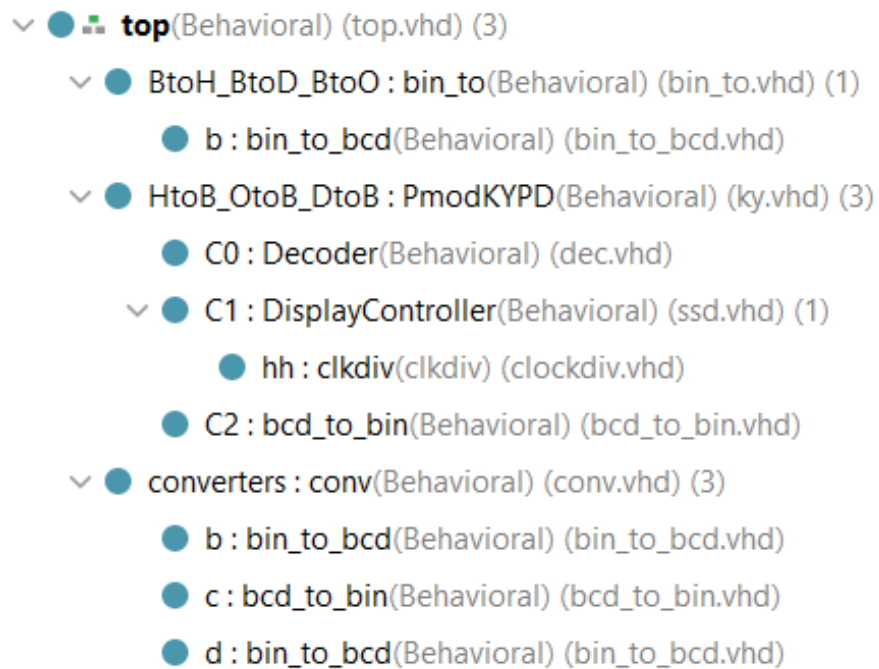 top(Behavioral) (top.vhd) (3)
BtoH_BtoD_BtoO : bin_to(Behavioral) (bin_to.vhd) (1)
b : bin_to_bcd(Behavioral) (bin_to_bcd.vhd)
HtoB_OtoB_DtoB : PmodKYPD(Behavioral) (ky.vhd) (3)
C0 : Decoder(Behavioral) (dec.vhd)
C1 : DisplayController(Behavioral) (ssd.vhd) (1)
hh : clkdiv(clkdiv) (clockdiv.vhd)
C2 : bcd_to_bin(Behavioral) (bcd_to_bin.vhd)
converters : conv(Behavioral) (conv.vhd) (3)
b : bin_to_bcd(Behavioral) (bin_to_bcd.vhd)
c : bcd_to_bin(Behavioral) (bcd_to_bin.vhd)
d : bin_to_bcd(Behavioral) (bin_to_bcd.vhd)